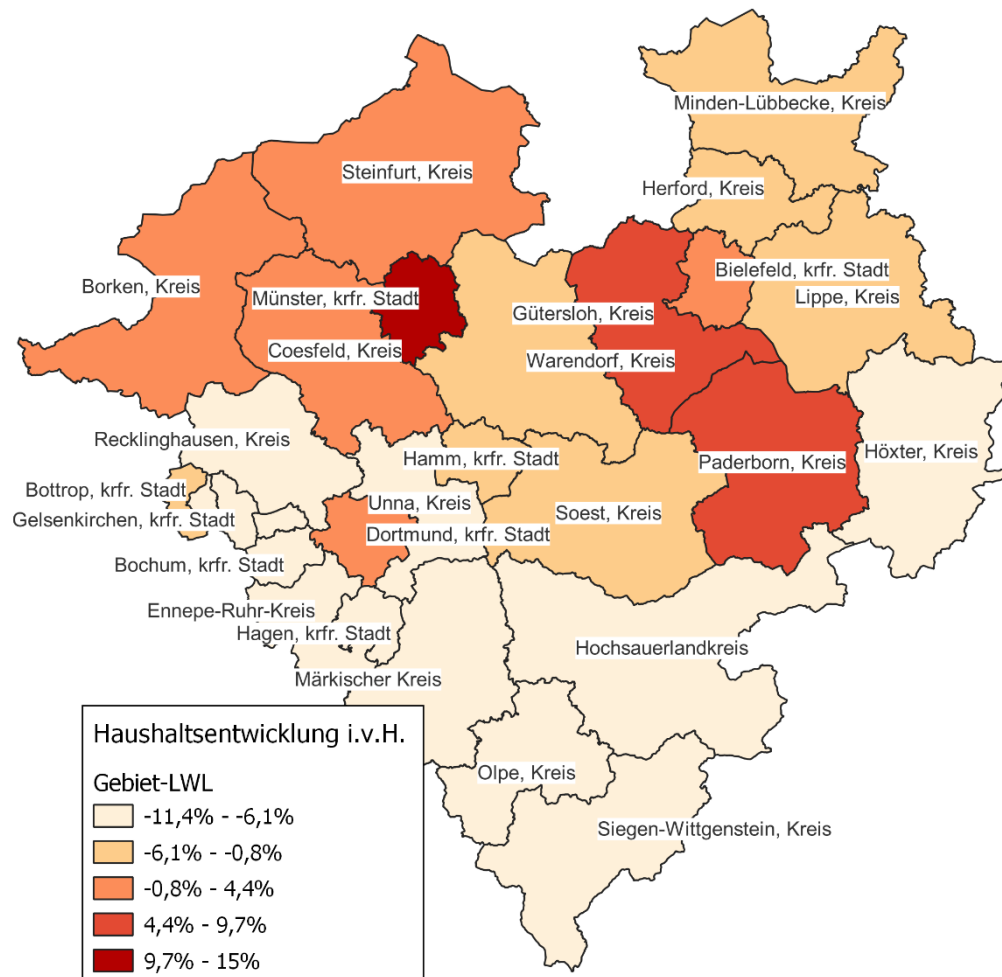 Minden-Lübbecke, Kreis
Steinfurt, Kreis
Herford, Kreis
Bielefeld, krfr. Stadt
Borken, Kreis
Münster, krfr. Stadt
Lippe, Kreis
Gütersloh, Kreis
Coesfeld, Kreis
Warendorf, Kreis
Recklinghausen, Kreis
Hamm, krfr. Stadt
Paderborn, Kreis
Höxter, Kreis
Bottrop, krfr. Stadt
Unna, Kreis
Soest, Kreis
Gelsenkirchen, krfr. Stadt
Dortmund, krfr. Stadt
Bochum, krfr. Stadt
Ennepe-Ruhr-Kreis
Hagen, krfr. Stadt
Hochsauerlandkreis
Märkischer Kreis
Olpe, Kreis
Siegen-Wittgenstein, Kreis
Haushaltsentwicklung i.v.H.
Gebiet-LWL
-11,4% - -6,1%
-6,1% - -0,8%
-0,8% - 4,4%
4,4% - 9,7%
9,7% - 15%